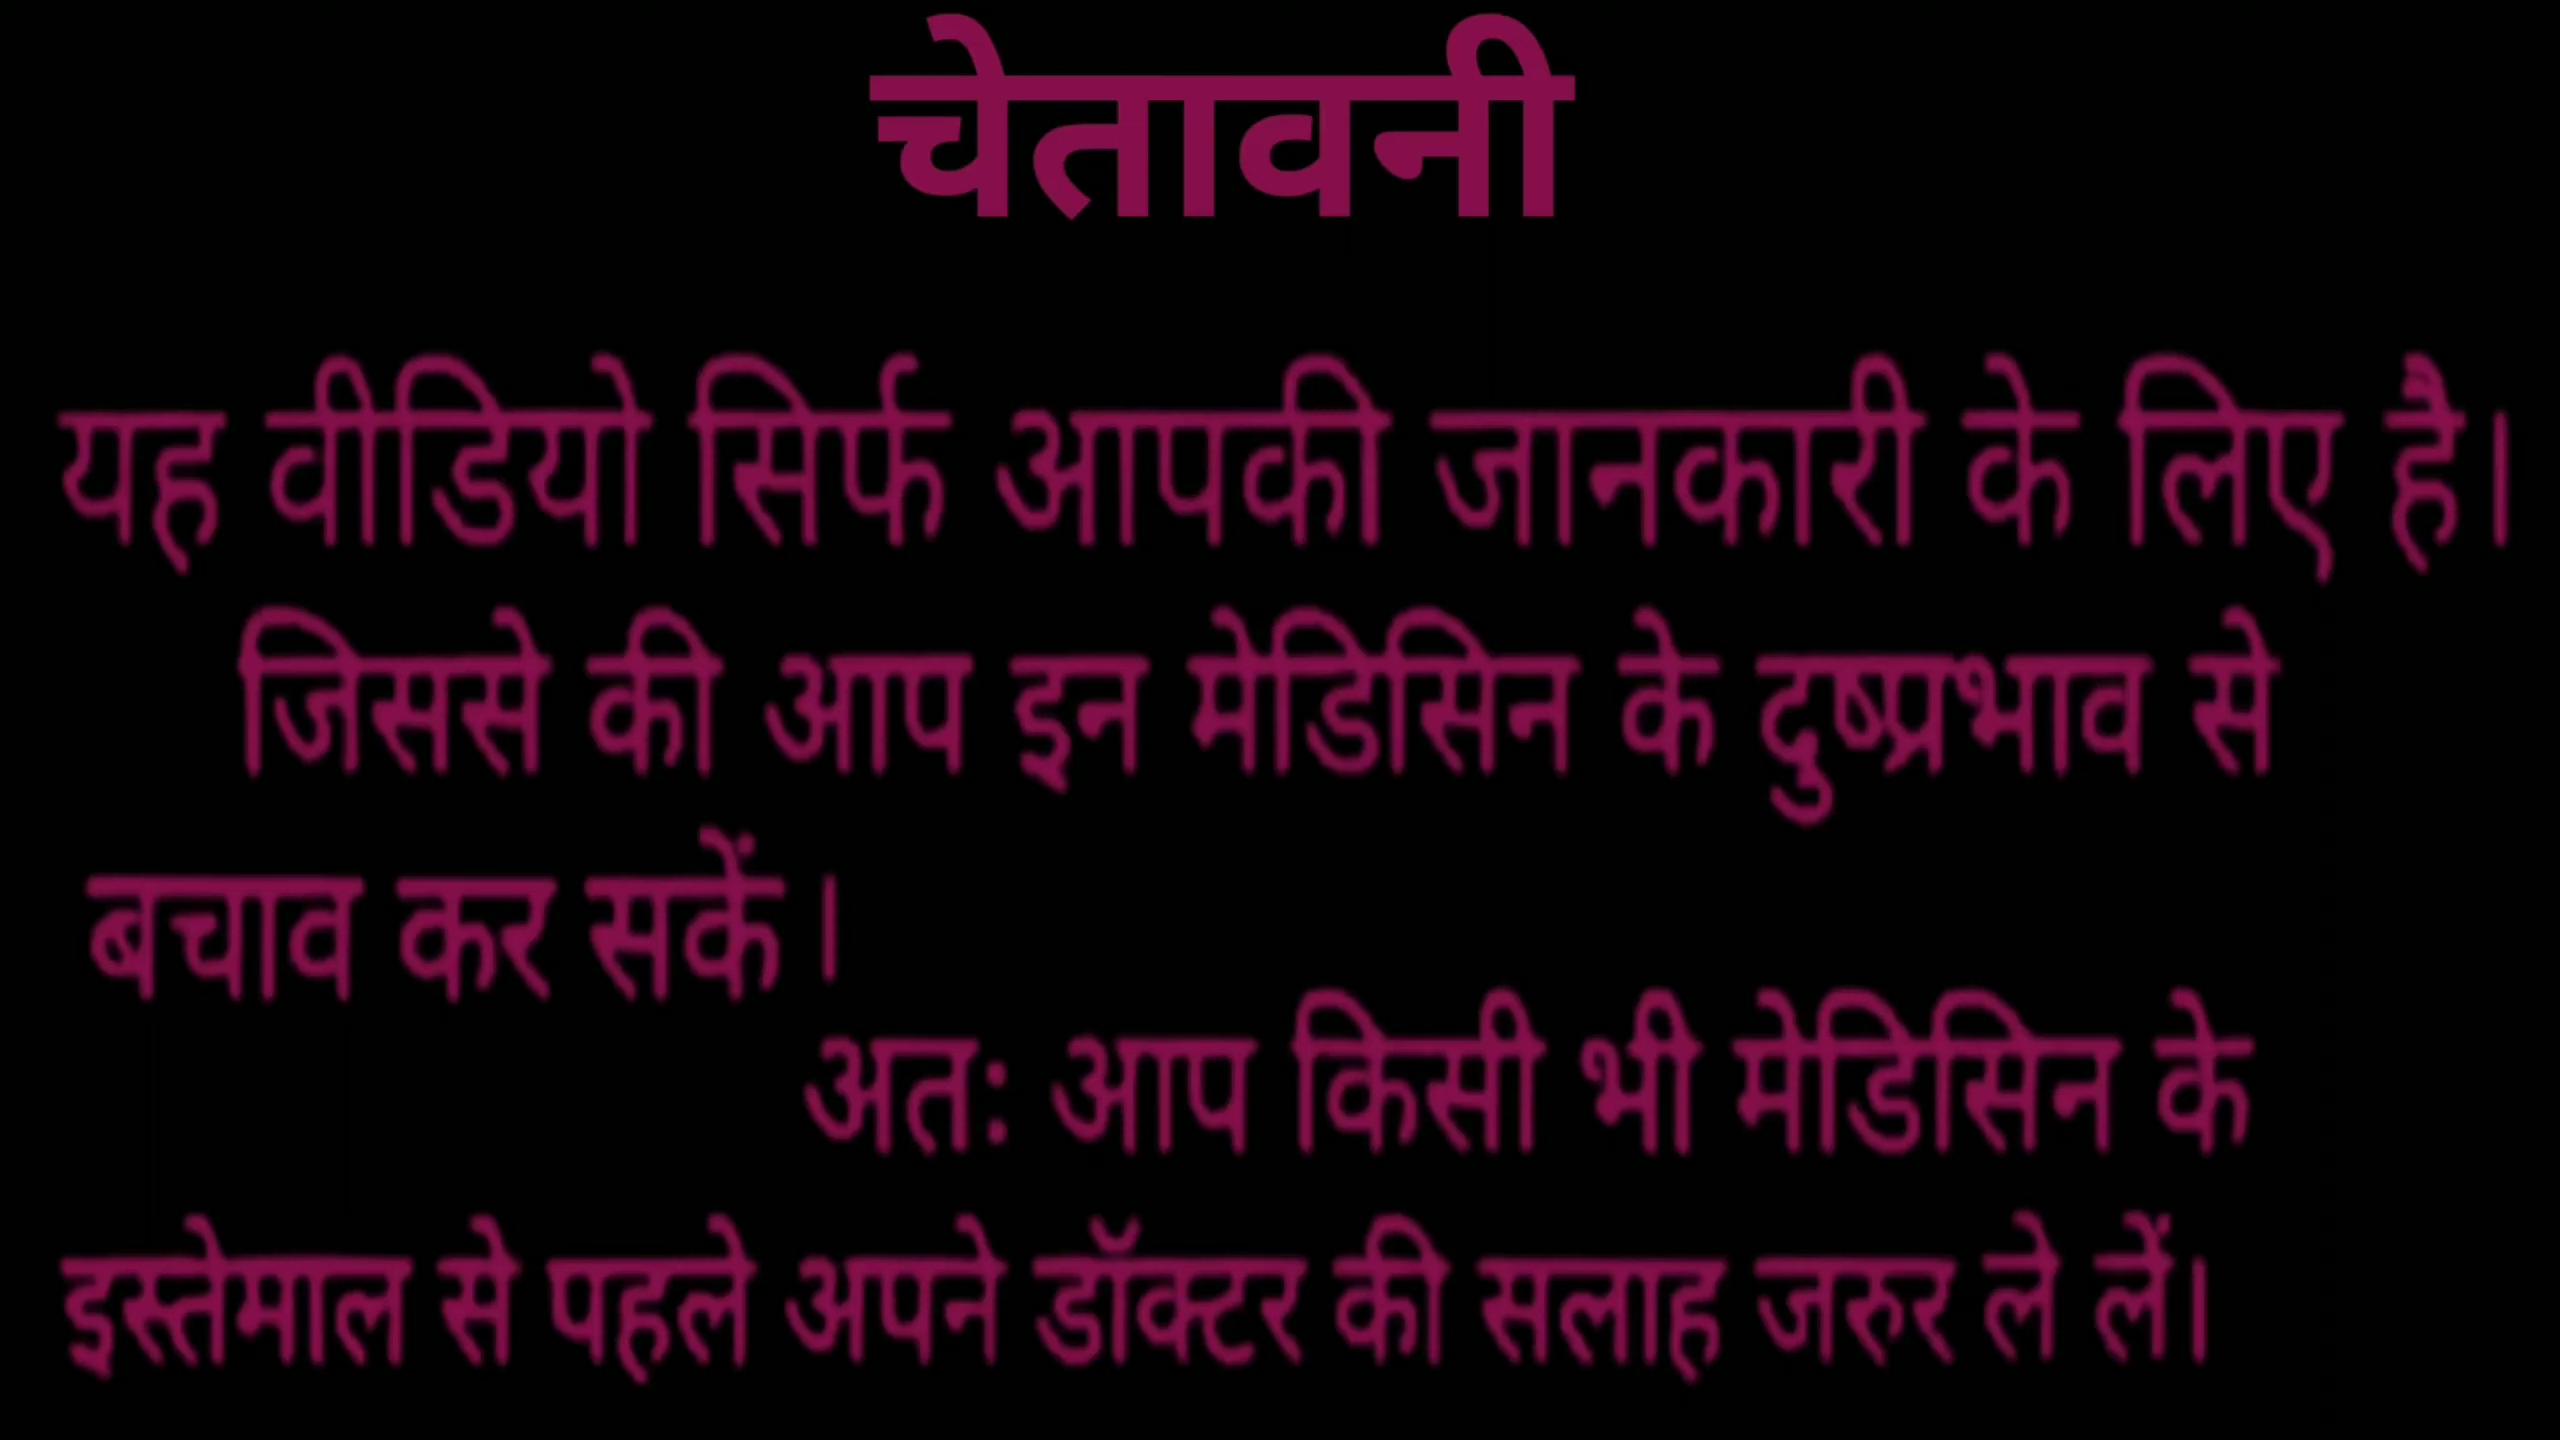 चेतावनी
यह वीडियो सिर्फ आपकी जानकारी के लिए है।
जिससे की आप इन मेडिसिन के दुष्प्रभाव से
बचाव कर सकें।
अतः आप किसी भी मेडिसिन के
इस्तेमाल से पहले अपने डॉक्टर की सलाह जरुर ले लें।